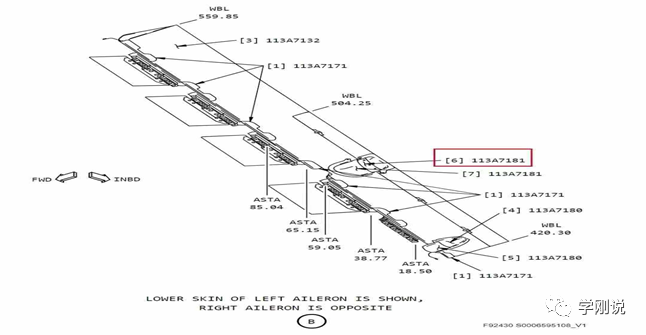 WBL
559.85
[3] 113A7132
[1] 113A7171
WBL
504.25
[6] 113A7181
[7] 113A7181
FWD
INBD
[1] 113A7171
ASTA
85.04
[4] 113A7180
ASTA
65.15
WBL
420.30
ASTA
59.05
ASTA
38.77
[5] 113A7180
ASTA
18.50
[1] 113A7171
LOWER SKIN OF LEFT AILERON IS SHOWN,
RIGHT AILERON IS OPPOSITE
B
学刚说
F92430 S0006595106_V1